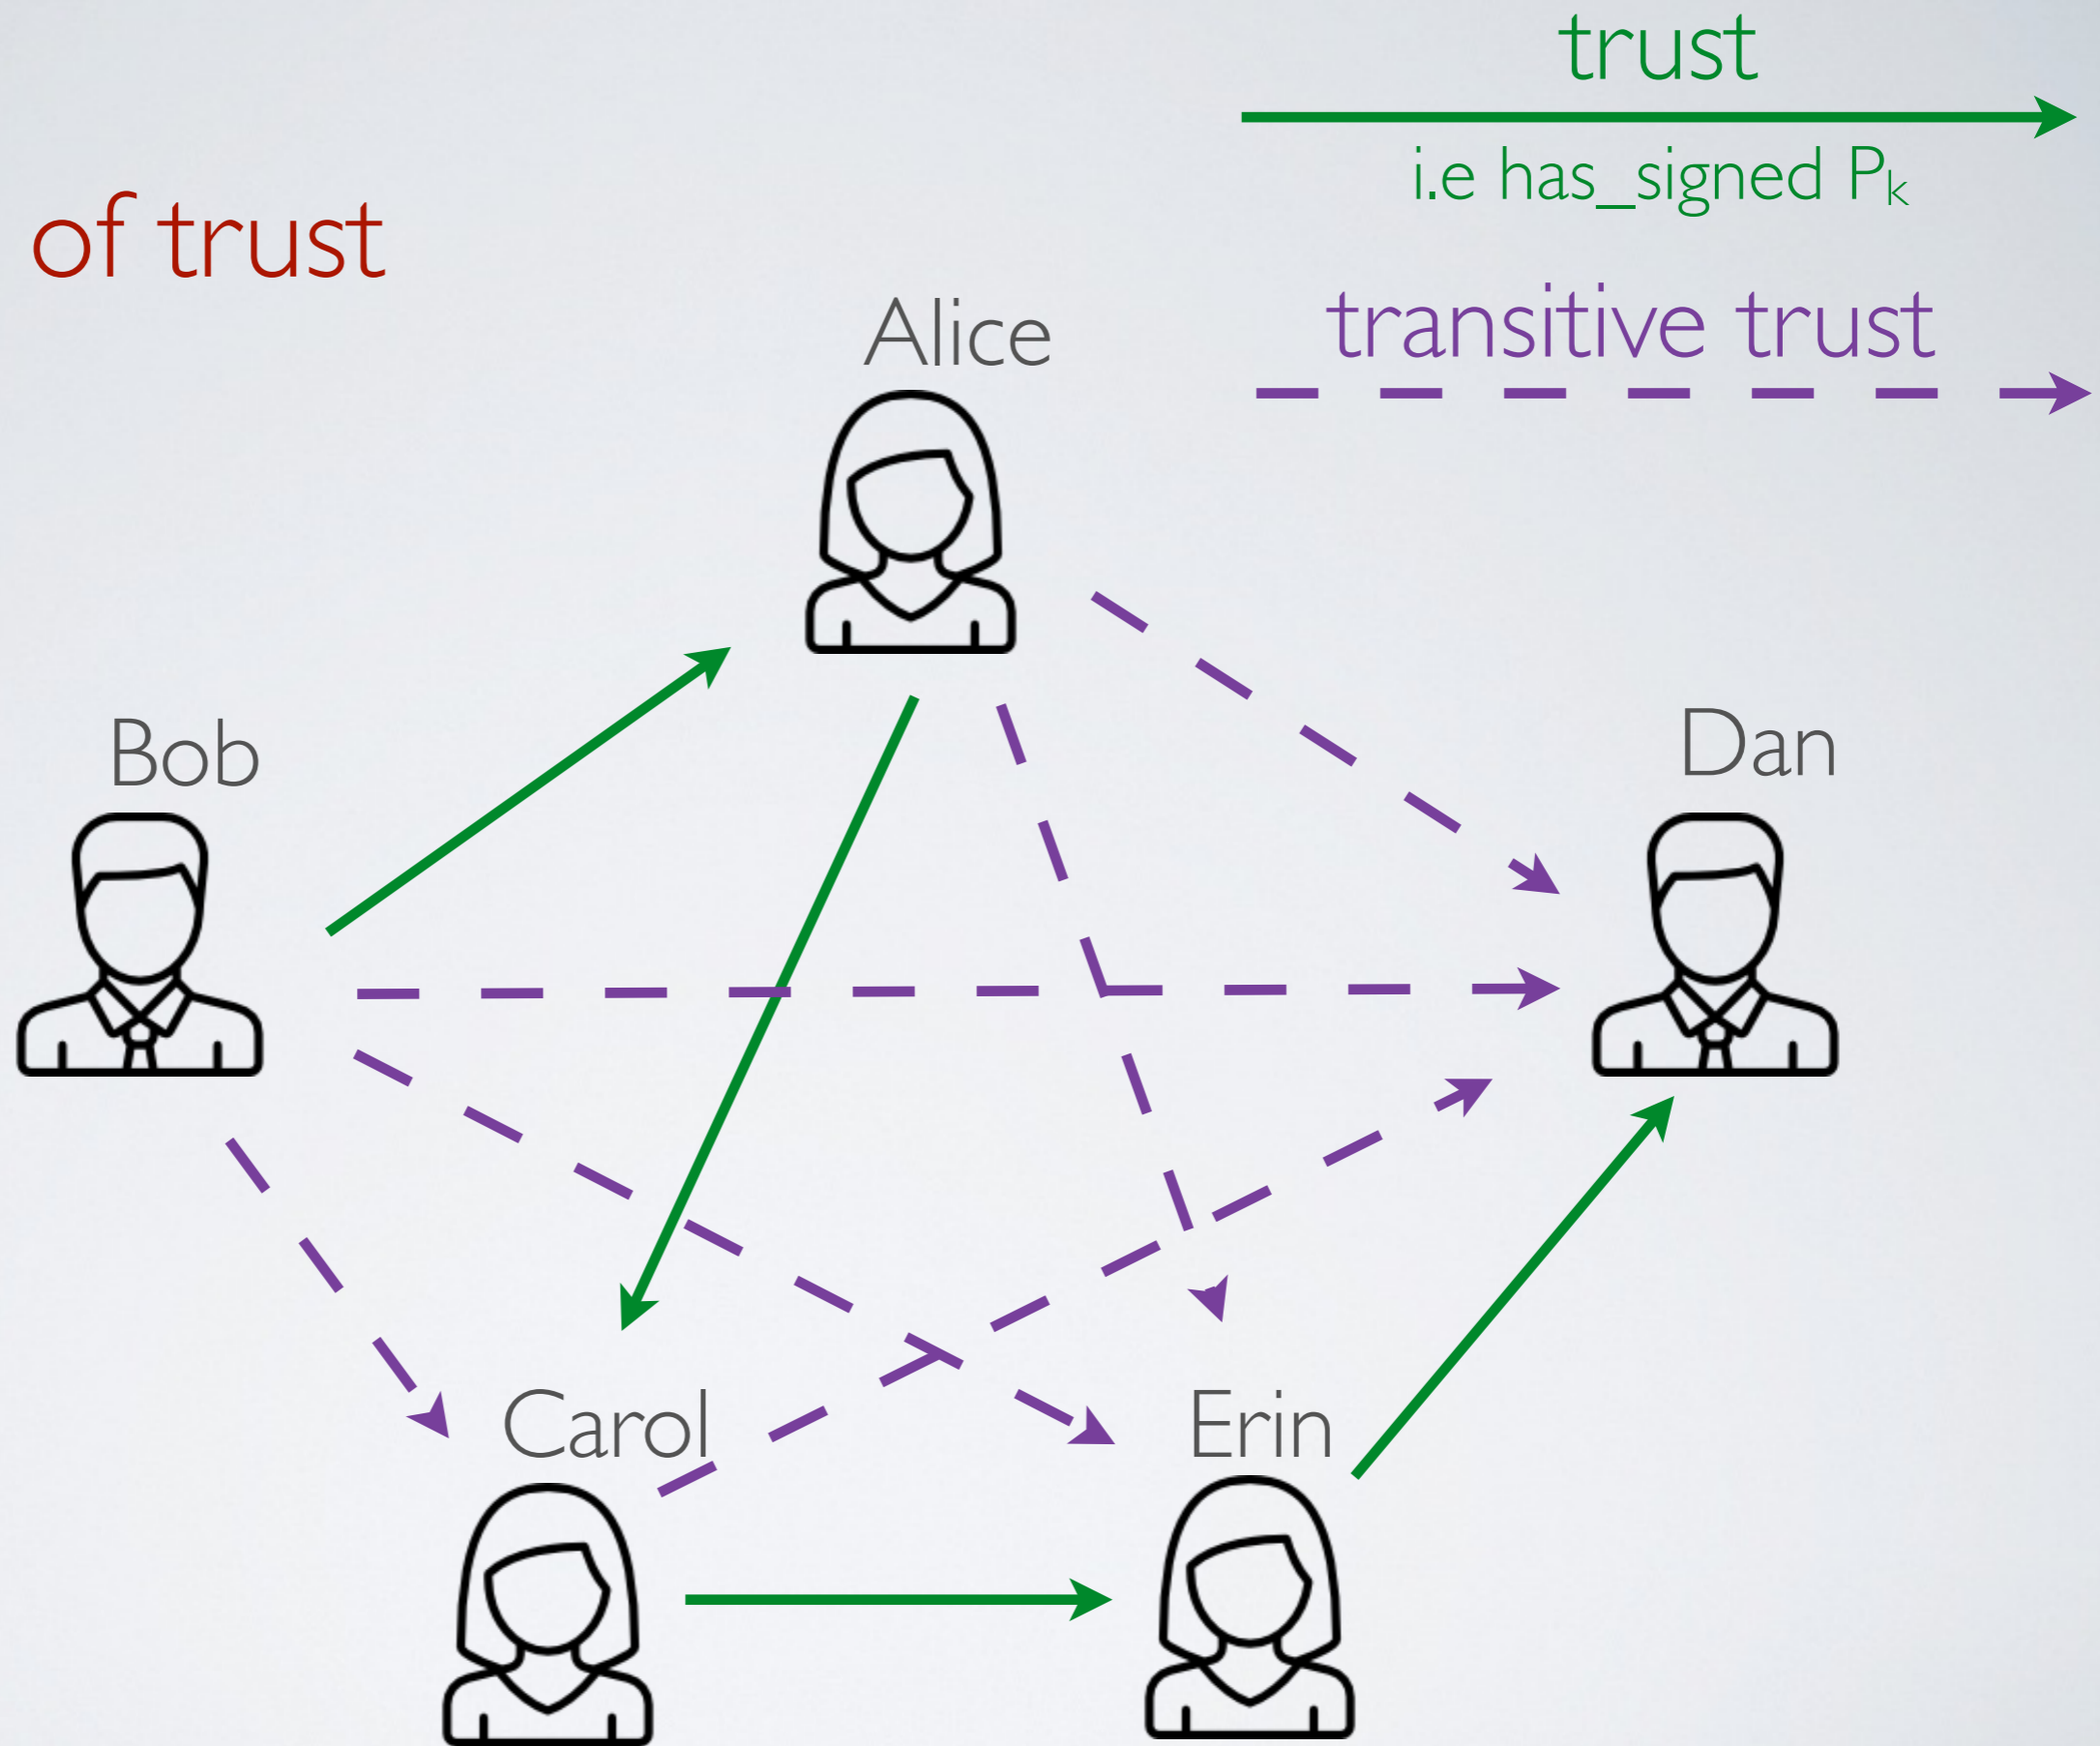 trust
i.e has_signed Pk
of trust
transitive trust
Alice
Bob
Dan
Carol
Erin